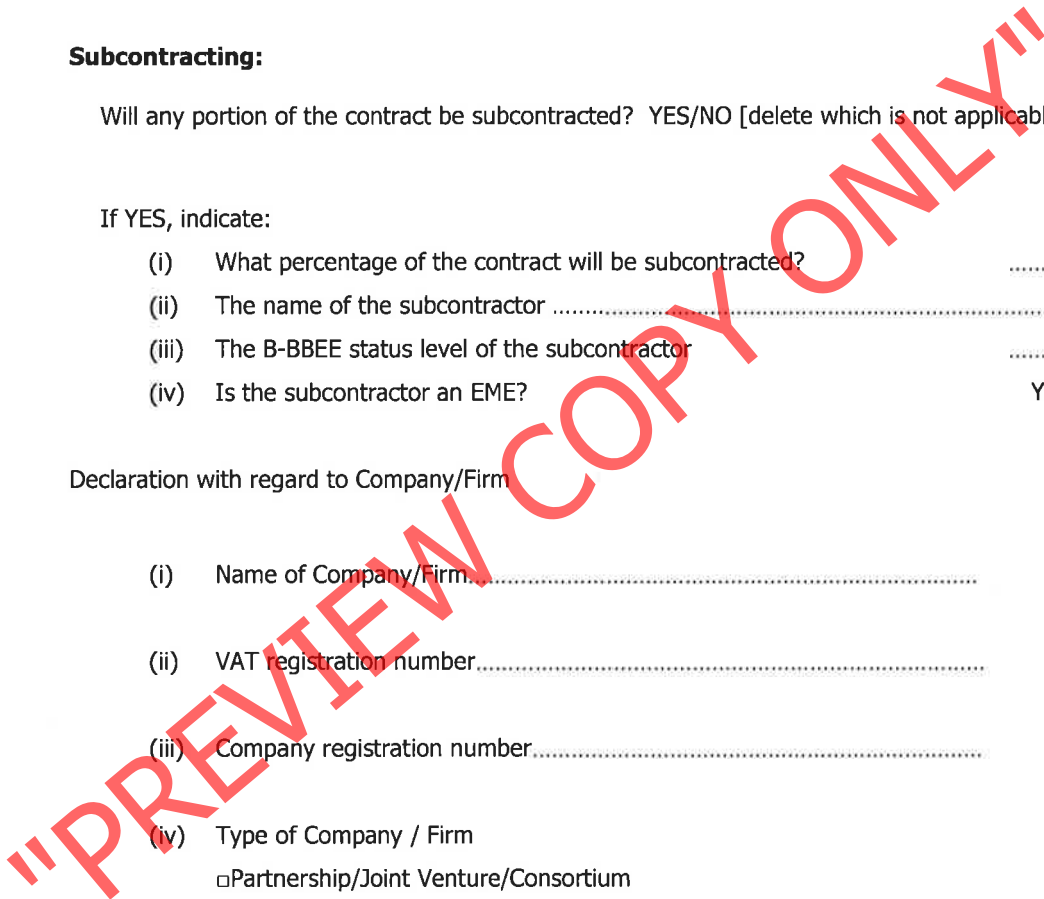 Subcontracting:
Will any portion of the contract be subcontracted? YES/NO [delete which is not applicabl
If YES, indicate:
(i) What percentage of the contract will be subcontracted? ......
(ii) The name of the subcontractor ................................................................................
(iii) The B-BBEE status level of the subcontractor ......
(iv) Is the subcontractor an EME? Y
Declaration with regard to Company/Firm
(i) Name of Company/Firm................................................................................
(ii) VAT registration number................................................................................
(iii) Company registration number......................................................................
(iv) Type of Company / Firm
□Partnership/Joint Venture/Consortium
"PREVIEW COPY ONLY"